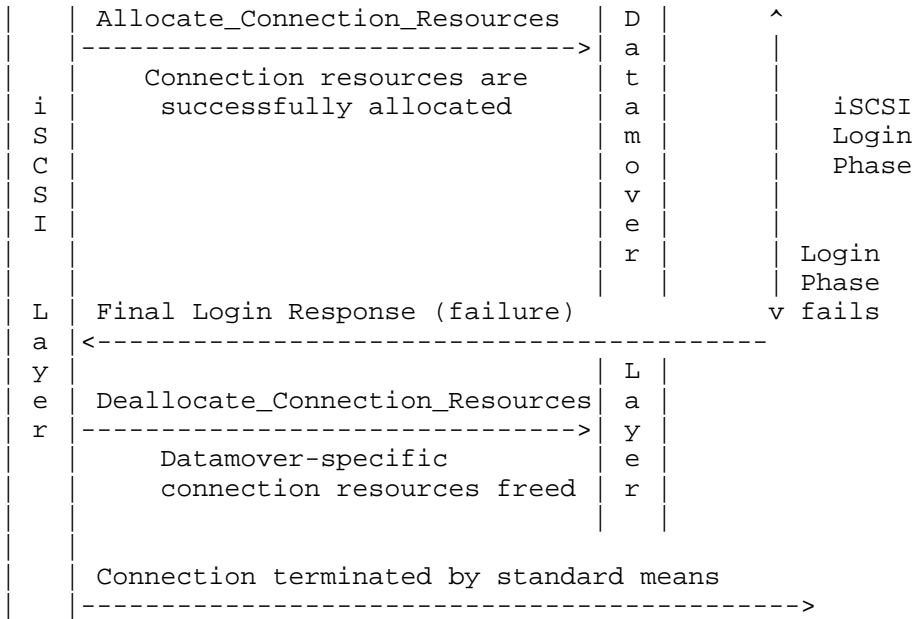 Allocate_Connection_Resources
Connection resources are
successfully allocated
iSCSI
Login
Phase
Login
Phase
fails
Final Login Response (failure)
Deallocate_Connection_Resources
Datamover-specific
connection resources freed
Connection terminated by standard means
iSCSI Layer
Datamover Layer